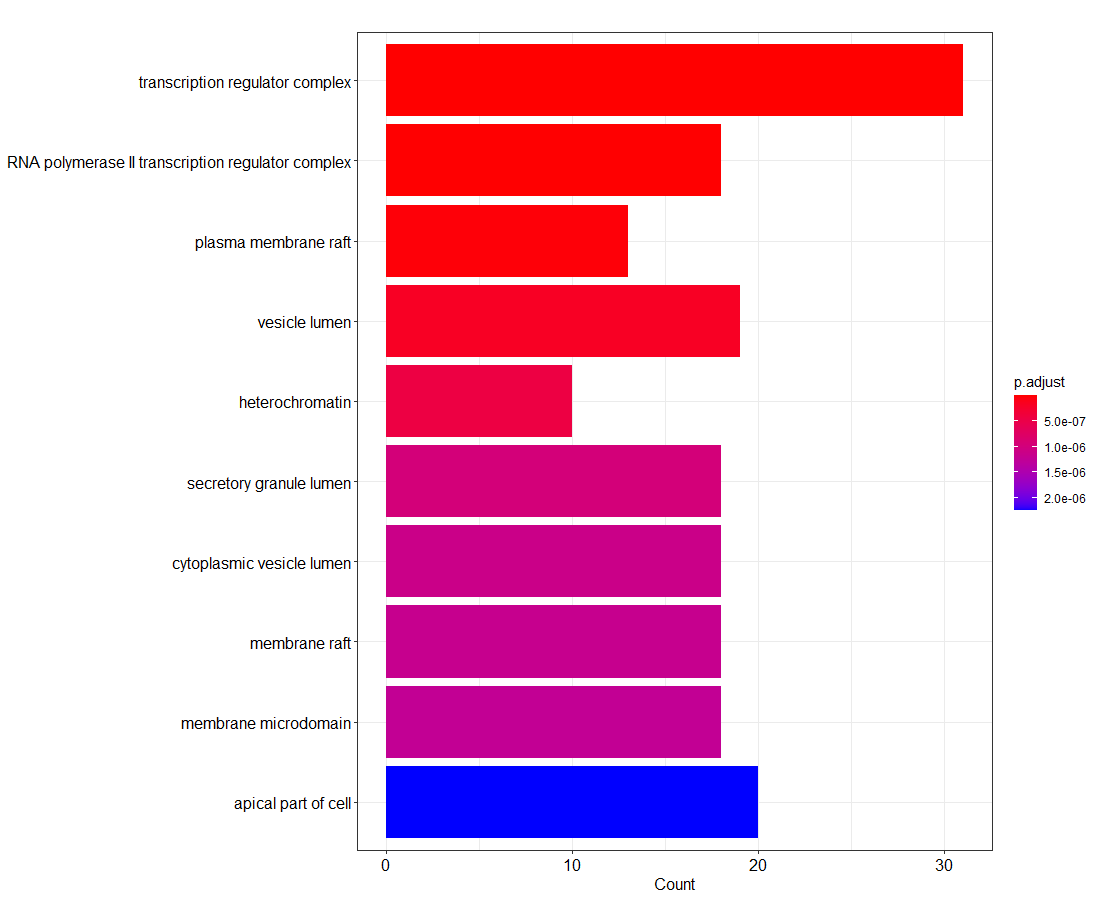 transcription regulator complex
RNA polymerase II transcription regulator complex
plasma membrane raft
vesicle lumen
heterochromatin
secretory granule lumen
cytoplasmic vesicle lumen
membrane raft
membrane microdomain
apical part of cell
0 10 20 30
Count
p.adjust
5.0e-07
1.0e-06
1.5e-06
2.0e-06